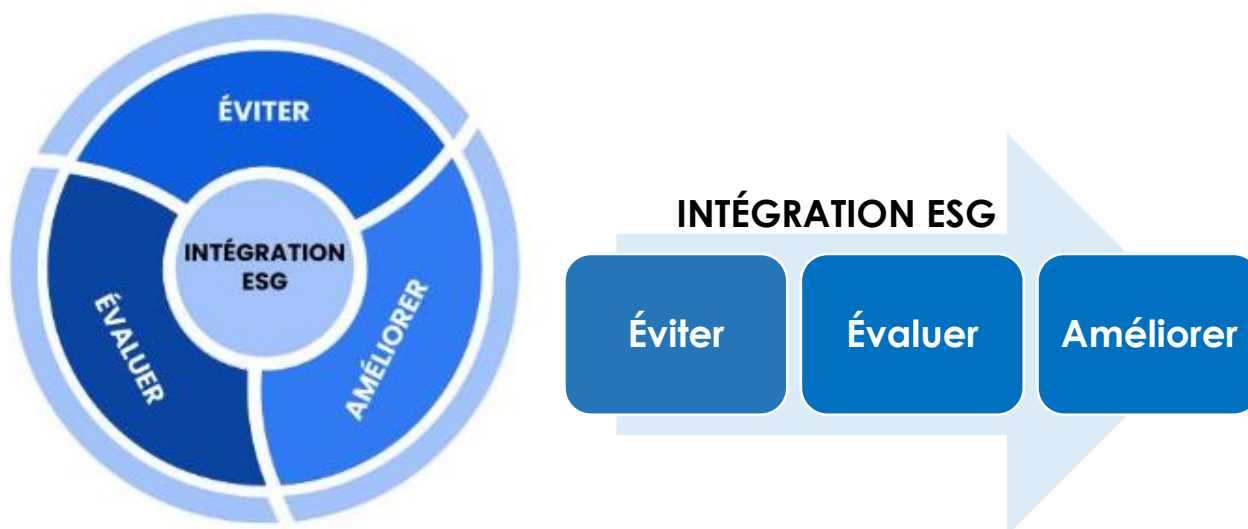 ÉVITER
INTÉGRATION
ESG
ÉVALUER
AMÉLIORER
INTÉGRATION ESG
Éviter
Évaluer
Améliorer